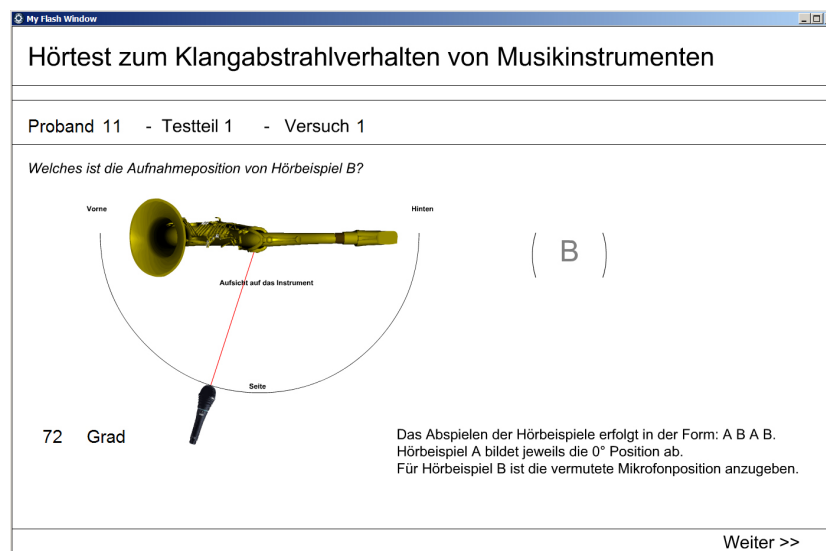 My Flash Window
Hörtest zum Klangabstrahlverhalten von Musikinstrumenten
Proband 11 - Testteil 1 - Versuch 1
Welches ist die Aufnahmeposition von Hörbeispiel B?
Vorne
Hinten
B
Aufsicht auf das Instrument
Seite
72 Grad
Das Abspielen der Hörbeispiele erfolgt in der Form: A B A B.
Hörbeispiel A bildet jeweils die 0° Position ab.
Für Hörbeispiel B ist die vermutete Mikrofonposition anzugeben.
Weiter >>